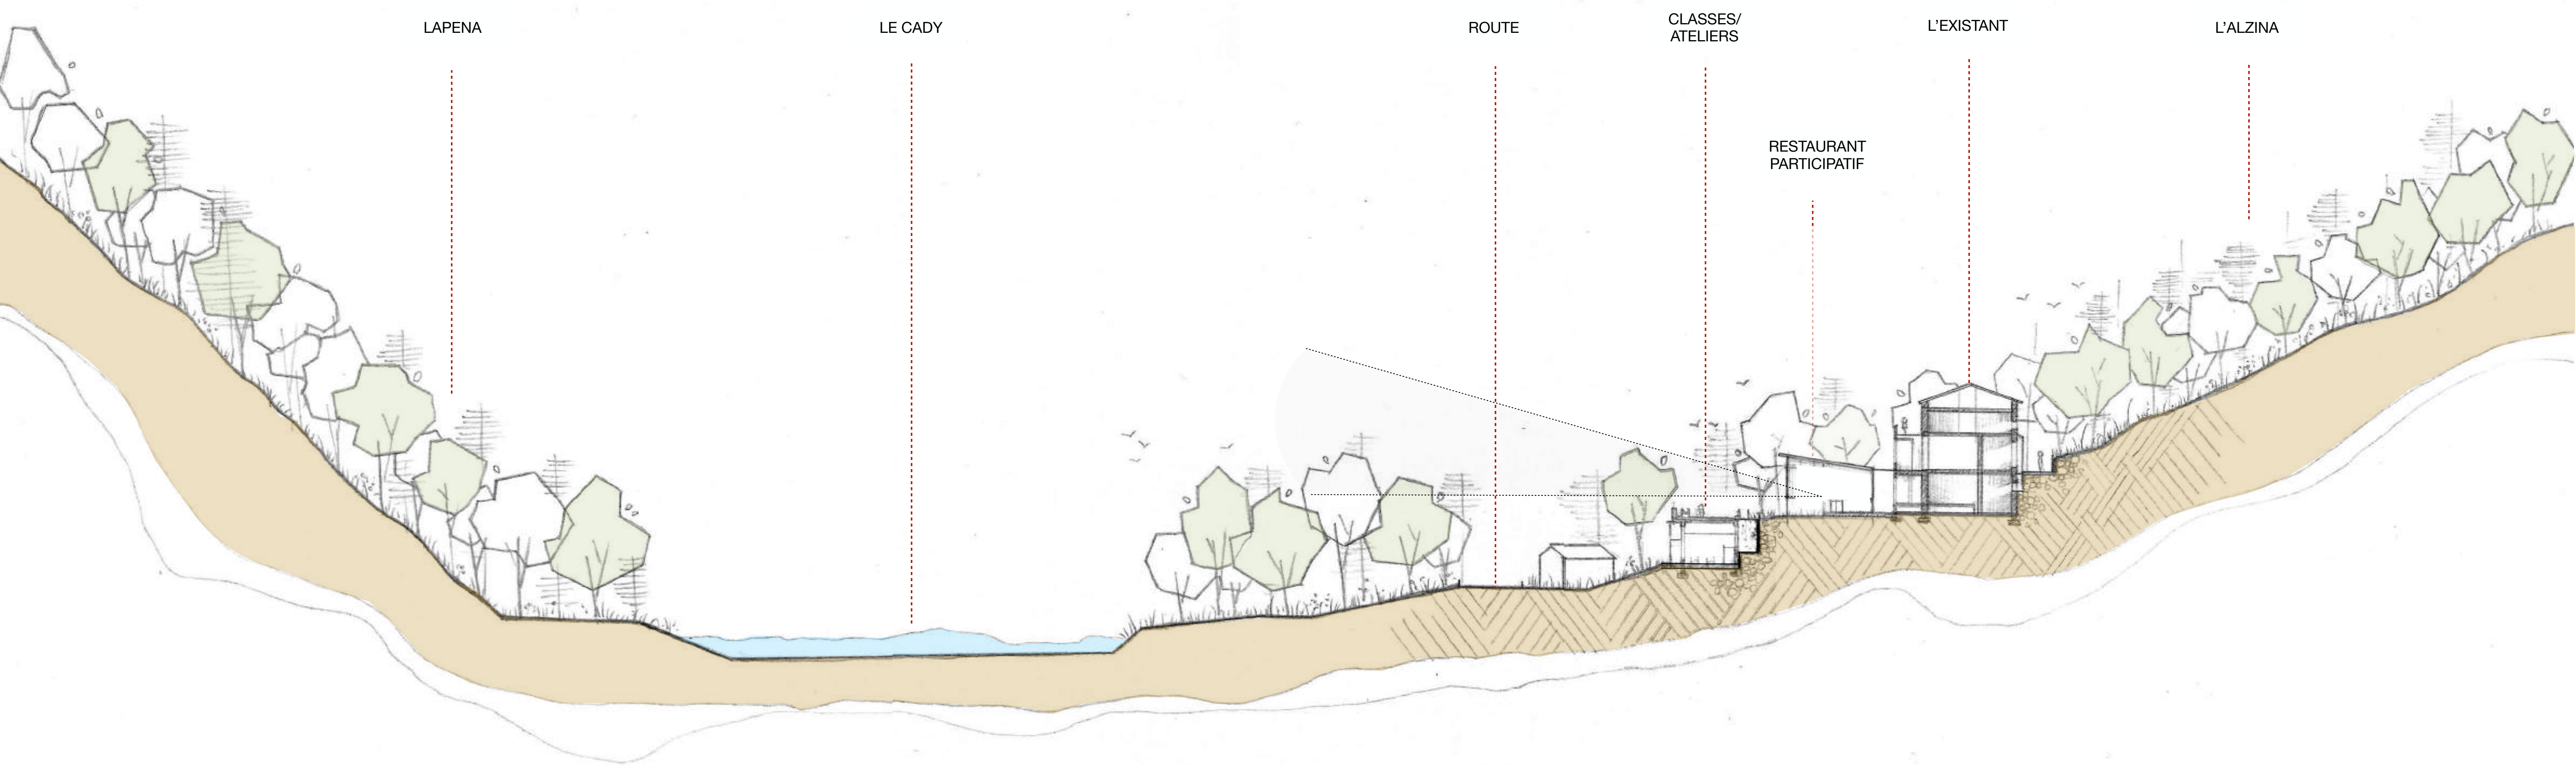 LAPENA
LE CADY
ROUTE
CLASSES/
ATELIERS
RESTAURANT
PARTICIPATIF
L'EXISTANT
L'ALZINA